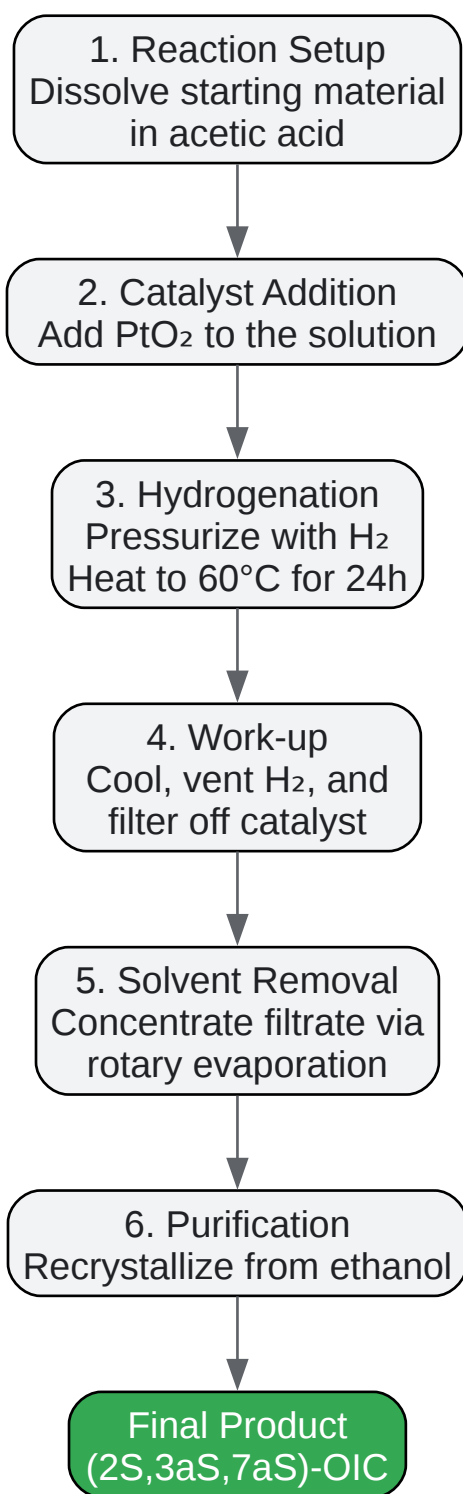 1. Reaction Setup
Dissolve starting material
in acetic acid
2. Catalyst Addition
Add PtO₂ to the solution
3. Hydrogenation
Pressurize with H₂
Heat to 60°C for 24h
4. Work-up
Cool, vent H₂, and
filter off catalyst
5. Solvent Removal
Concentrate filtrate via
rotary evaporation
6. Purification
Recrystallize from ethanol
Final Product
(2S,3aS,7aS)-OIC